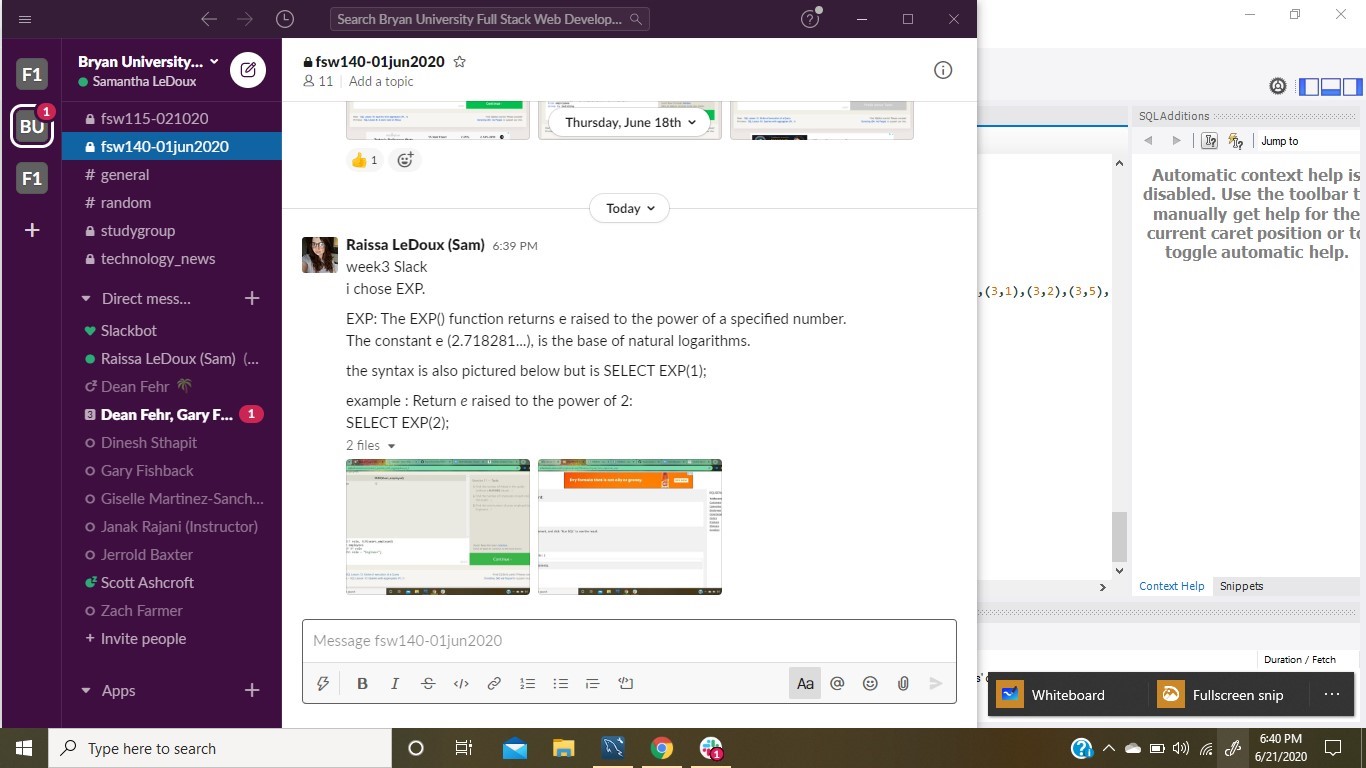 Search Bryan University Full Stack Web Develop...
F1
BU
1
F1
Bryan University...
Samantha LeDoux
fsw115-021020
fsw140-01jun2020
# general
# random
studygroup
technology_news
Direct mess...
Slackbot
Raissa LeDoux (Sam) (...
Dean Fehr
3 Dean Fehr, Gary F... 1
Dinesh Sthapit
Gary Fishback
Giselle Martinez-Sanch...
Janak Rajani (Instructor)
Jerrold Baxter
Scott Ashcroft
Zach Farmer
+ Invite people
Apps
fsw140-01jun2020
11 | Add a topic
Thursday, June 18th
1
Today
Raissa LeDoux (Sam) 6:39 PM
week3 Slack
i chose EXP.
EXP: The EXP() function returns e raised to the power of a specified number.
The constant e (2.718281...), is the base of natural logarithms.
the syntax is also pictured below but is SELECT EXP(1);
example : Return e raised to the power of 2:
SELECT EXP(2);
2 files
Continue
Message fsw140-01jun2020
B I S </> Aa @
SQLAdditions
Jump to
Automatic context help is
disabled. Use the toolbar t
manually get help for the
current caret position or to
toggle automatic help.
,(3,1),(3,2),(3,5),
Context Help Snippets
Duration / Fetch
Whiteboard
Fullscreen snip
Type here to search
1
6:40 PM
6/21/2020